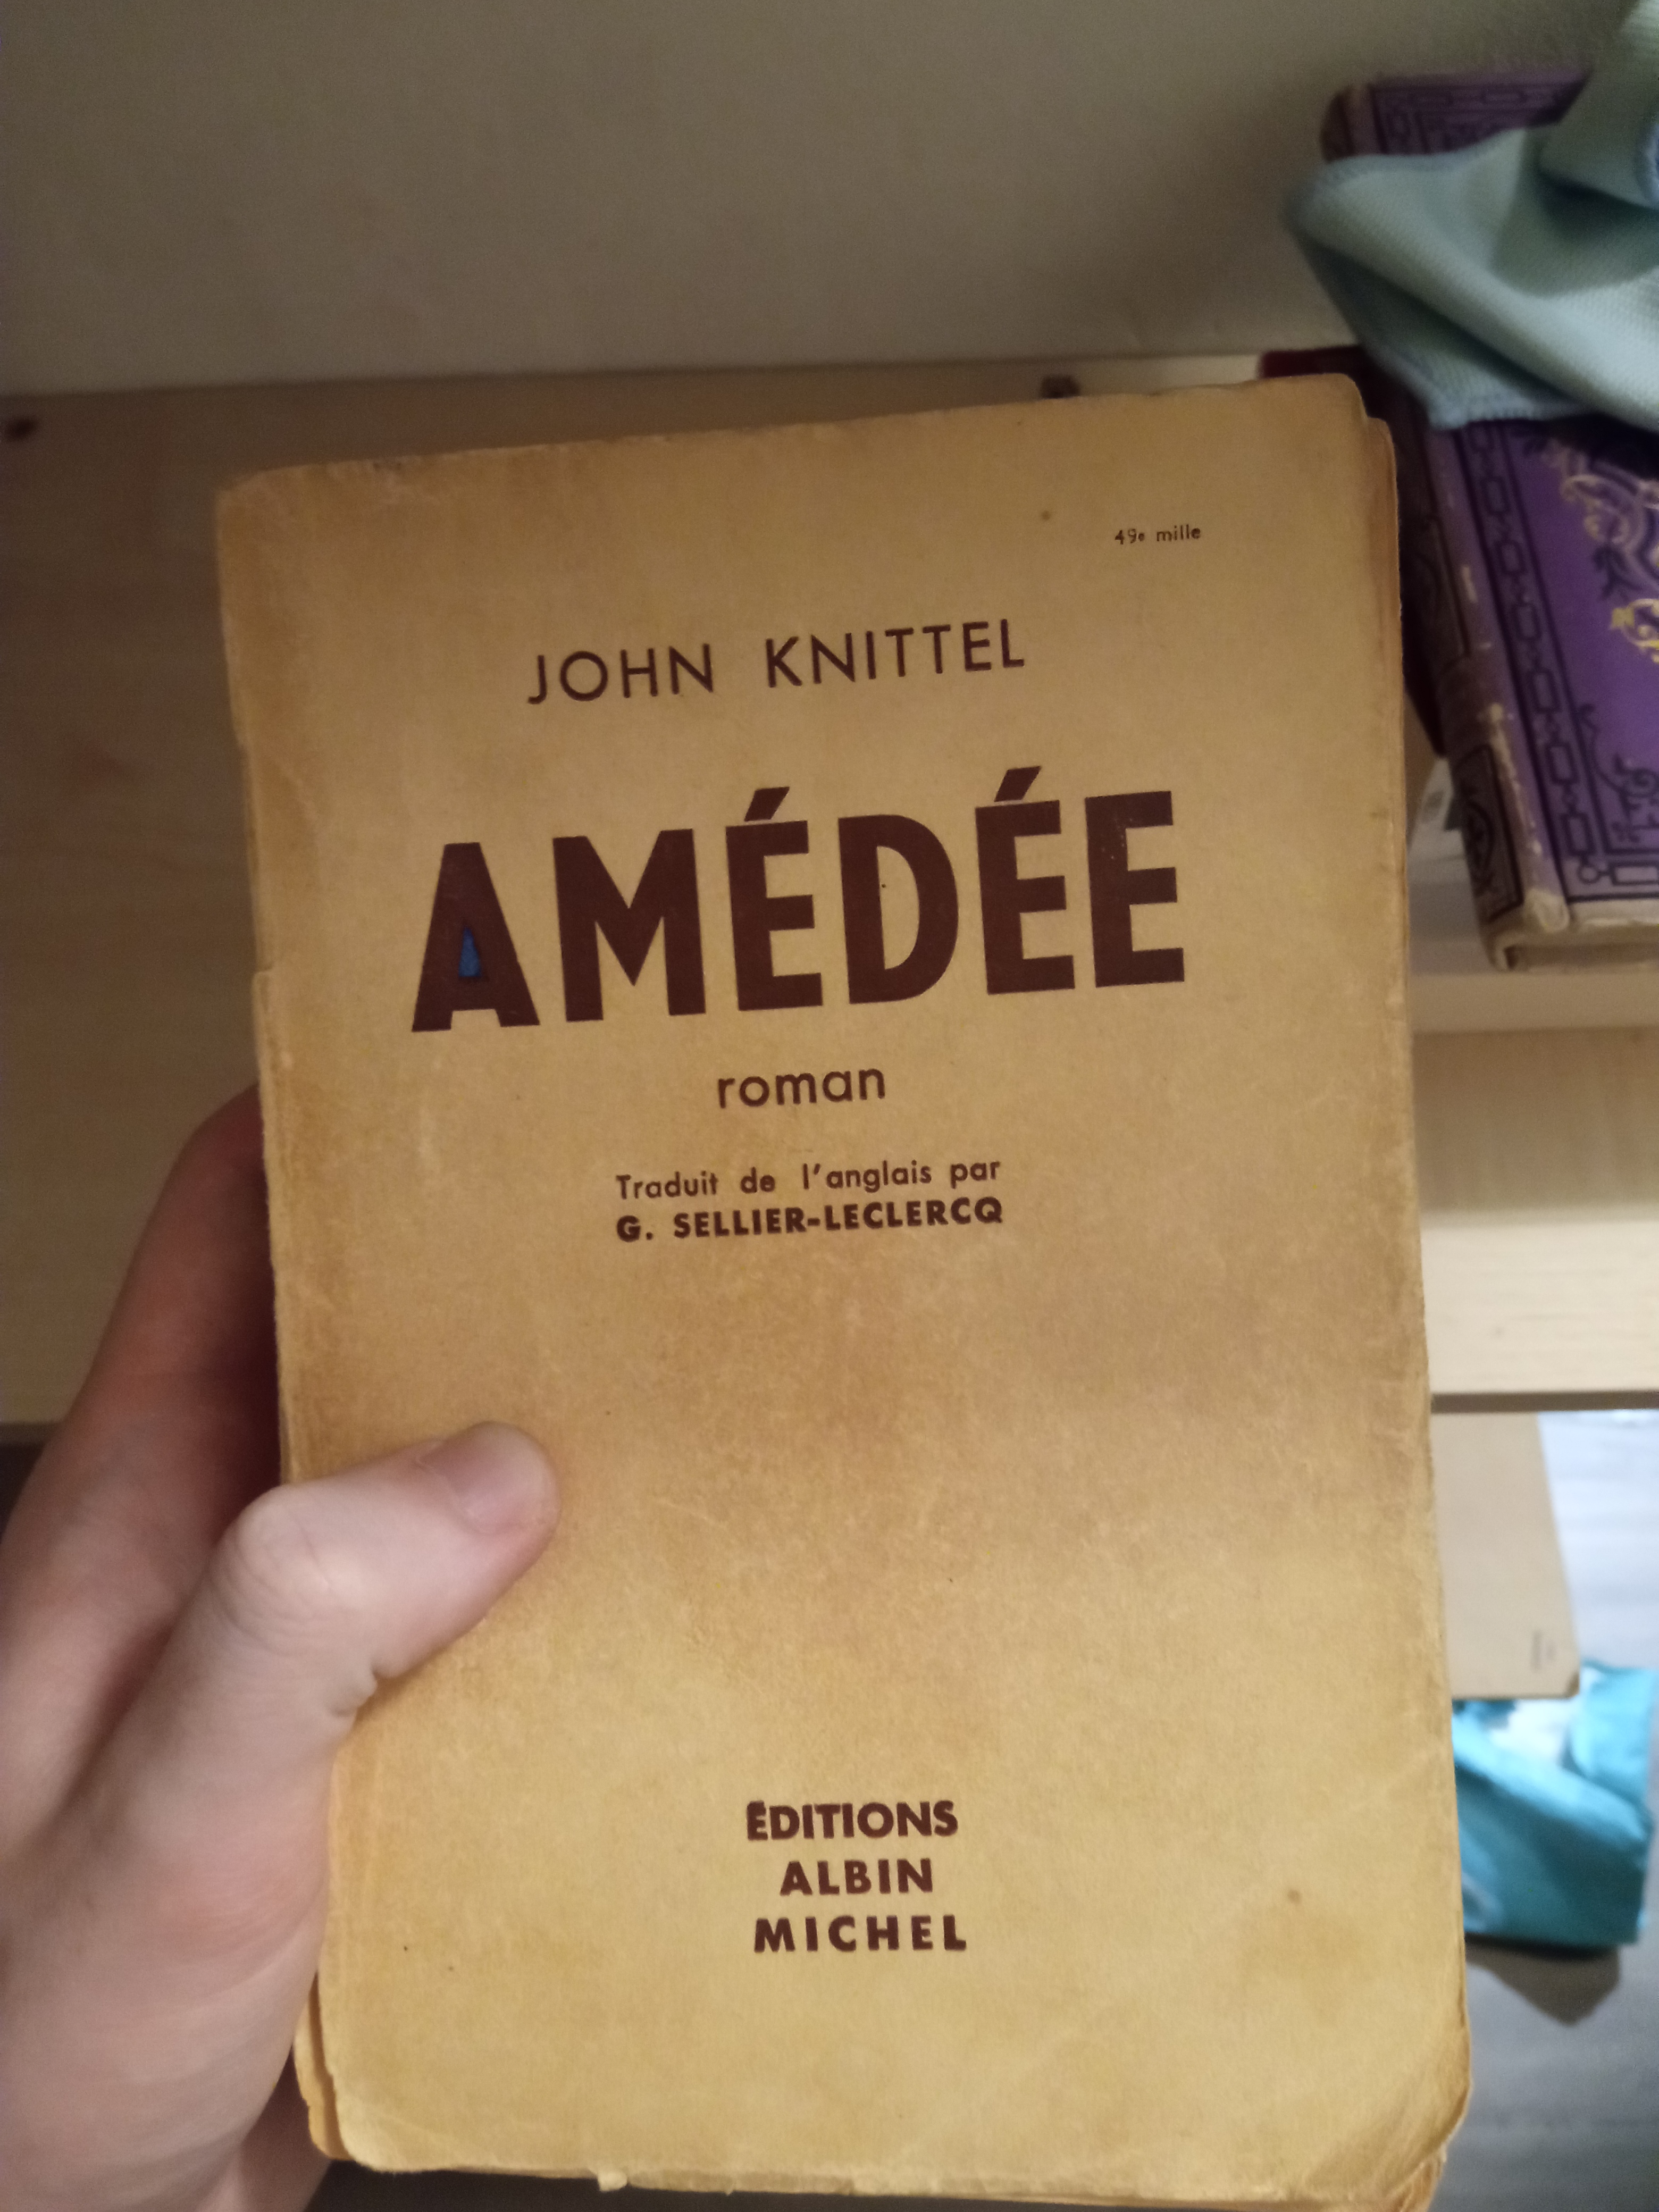 49e mille
JOHN KNITTEL
AMÉDÉE
roman
Traduit de l'anglais par
G. SELLIER-LECLERCQ
ÉDITIONS
ALBIN
MICHEL